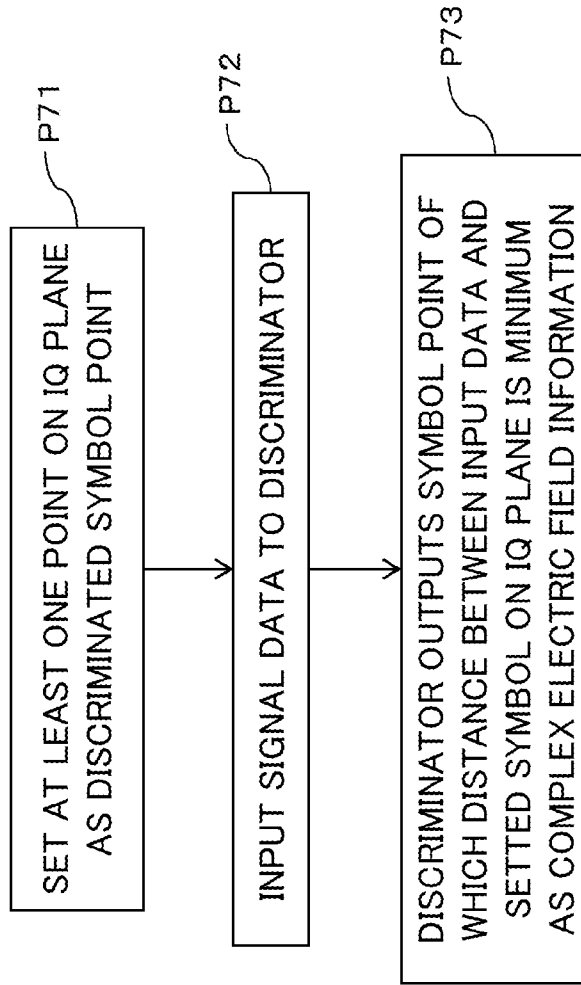 P71
SET AT LEAST ONE POINT ON IQ PLANE
AS DISCRIMINATED SYMBOL POINT
P72
INPUT SIGNAL DATA TO DISCRIMINATOR
P73
DISCRIMINATOR OUTPUTS SYMBOL POINT OF
WHICH DISTANCE BETWEEN INPUT DATA AND
SETTED SYMBOL ON IQ PLANE IS MINIMUM
AS COMPLEX ELECTRIC FIELD INFORMATION